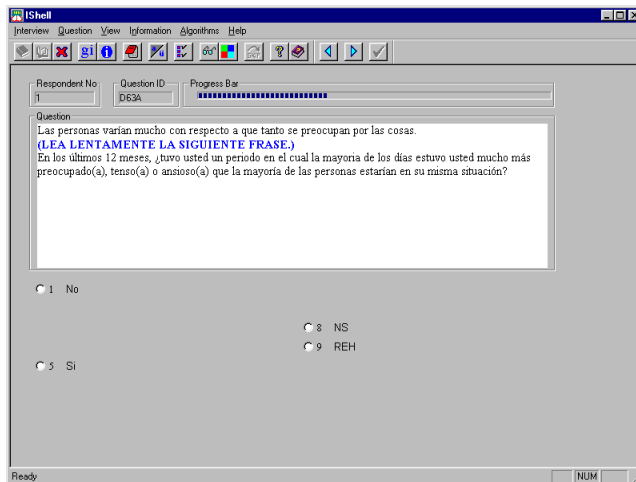 IShell
Interview Question View Information Algorithms Help
Respondent No Question ID Progress Bar
1 D63A
Question
Las personas varían mucho con respecto a que tanto se preocupan por las cosas.
(LEA LENTAMENTE LA SIGUIENTE FRASE.)
En los últimos 12 meses, ¿tuvo usted un periodo en el cual la mayoria de los días estuvo usted mucho más
preocupado(a), tenso(a) o ansioso(a) que la mayoría de las personas estarían en su misma situación?
1 No
8 NS
9 REH
5 Si
Ready NUM